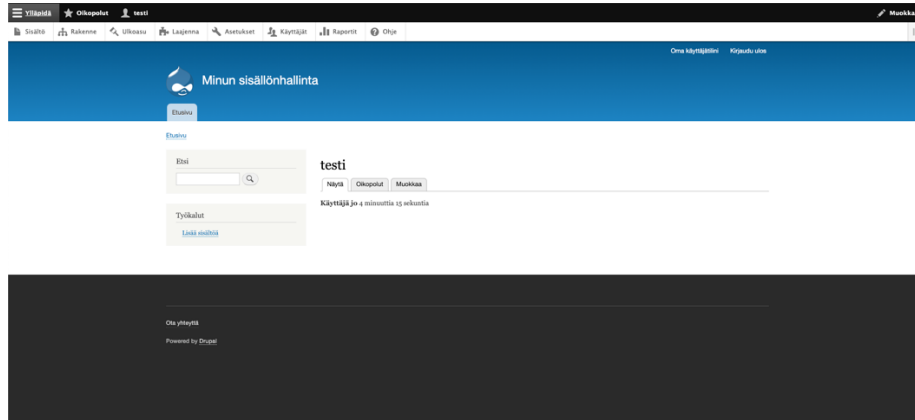 Ylläpidä Oikopolut testi Muokkaa
Sisältö Rakenne Ulkoasu Laajenna Asetukset Käyttäjät Raportit Ohje
Oma käyttäjätilini Kirjaudu ulos
Minun sisällönhallinta
Etusivu
Etusivu
Etsi
testi
Näytä Oikopolut Muokkaa
Käyttäjä jo 4 minuuttia 15 sekuntia
Työkalut
Lisää sisältöä
Ota yhteyttä
Powered by Drupal